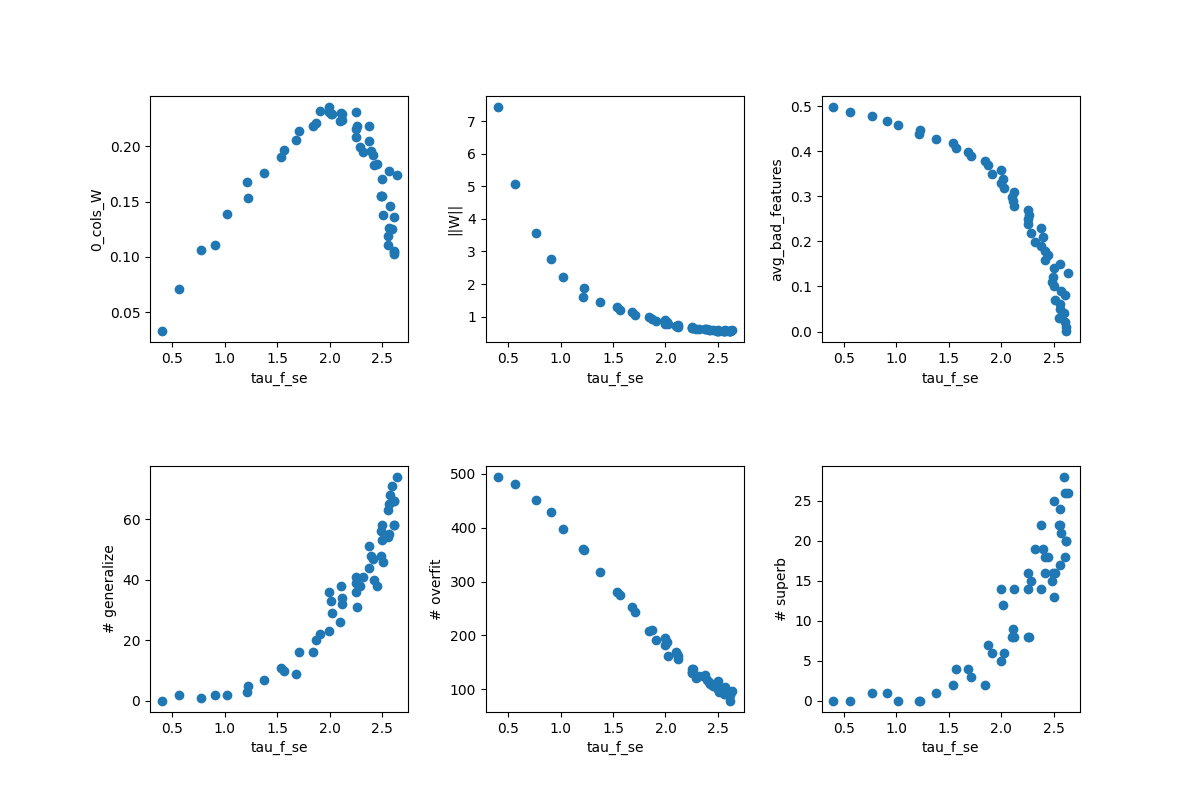 0.20
0.15
0.10
0.05
0_cols_W
0.5 1.0 1.5 2.0 2.5
tau_f_se
7
6
5
4
3
2
1
||W||
0.5 1.0 1.5 2.0 2.5
tau_f_se
0.5
0.4
0.3
0.2
0.1
0.0
avg_bad_features
0.5 1.0 1.5 2.0 2.5
tau_f_se
60
40
20
0
# generalize
0.5 1.0 1.5 2.0 2.5
tau_f_se
500
400
300
200
100
# overfit
0.5 1.0 1.5 2.0 2.5
tau_f_se
25
20
15
10
5
0
# superb
0.5 1.0 1.5 2.0 2.5
tau_f_se